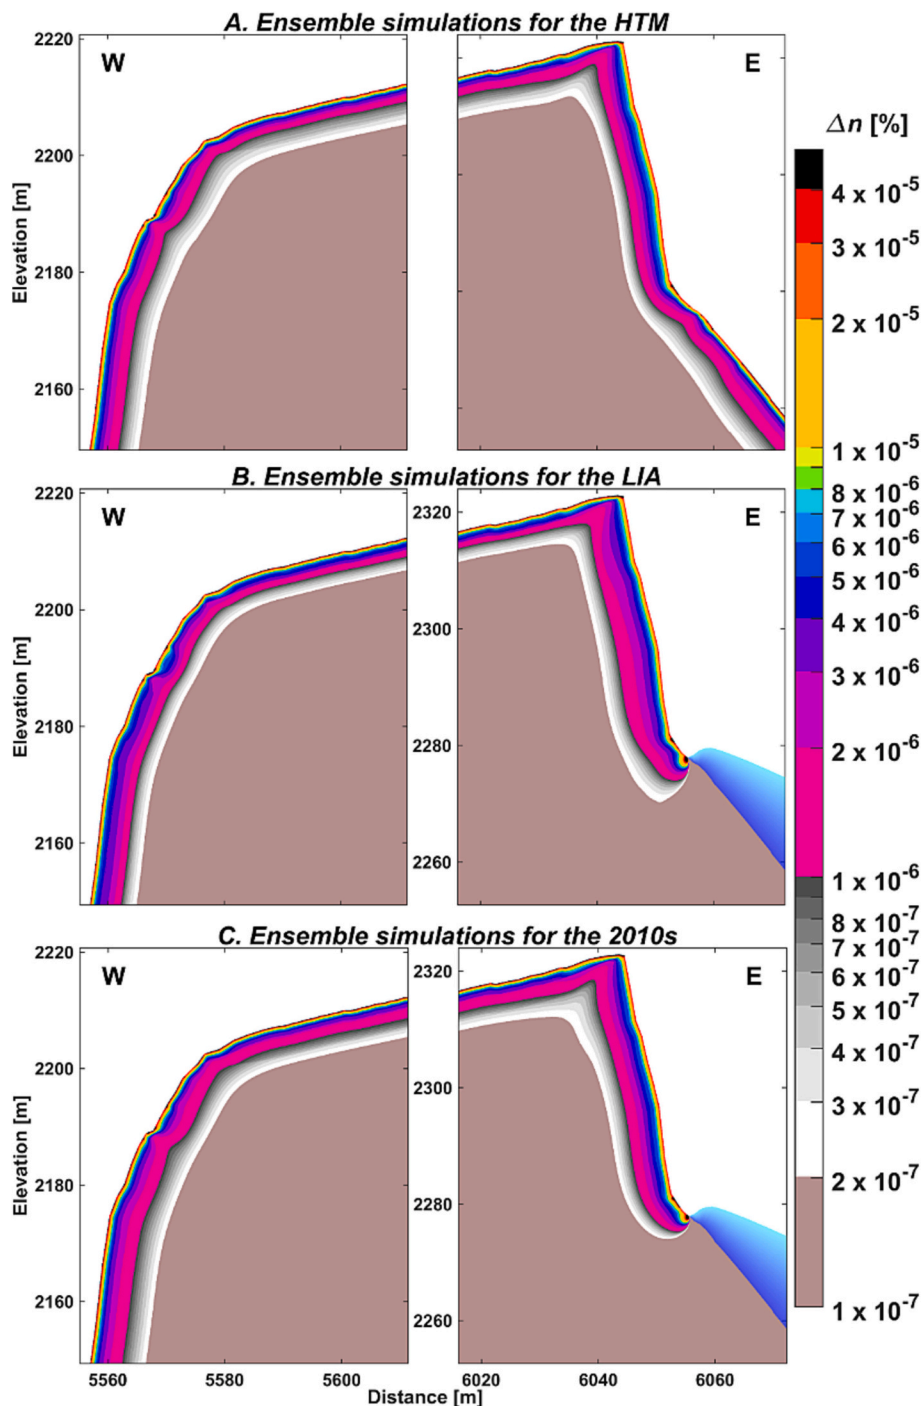 A. Ensemble simulations for the HTM
W
E
Elevation [m]
2220
2200
2180
2160
B. Ensemble simulations for the LIA
W
E
Elevation [m]
2220
2200
2180
2160
2320
2300
2280
2260
C. Ensemble simulations for the 2010s
W
E
Elevation [m]
2220
2200
2180
2160
2320
2300
2280
2260
5560 5580 5600 6020 6040 6060
Distance [m]
Δn [%]
4 x 10⁻⁵
3 x 10⁻⁵
2 x 10⁻⁵
1 x 10⁻⁵
8 x 10⁻⁶
7 x 10⁻⁶
6 x 10⁻⁶
5 x 10⁻⁶
4 x 10⁻⁶
3 x 10⁻⁶
2 x 10⁻⁶
1 x 10⁻⁶
8 x 10⁻⁷
7 x 10⁻⁷
6 x 10⁻⁷
5 x 10⁻⁷
4 x 10⁻⁷
3 x 10⁻⁷
2 x 10⁻⁷
1 x 10⁻⁷